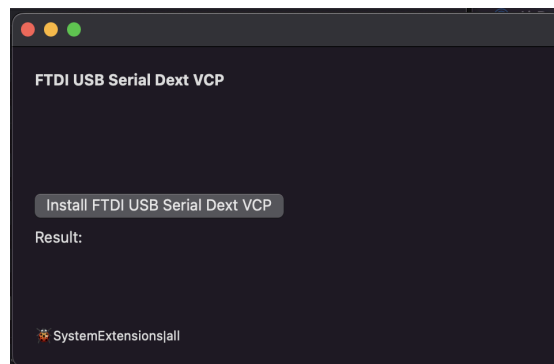 FTDI USB Serial Dext VCP
Install FTDI USB Serial Dext VCP
Result:
🐞SystemExtensions|all